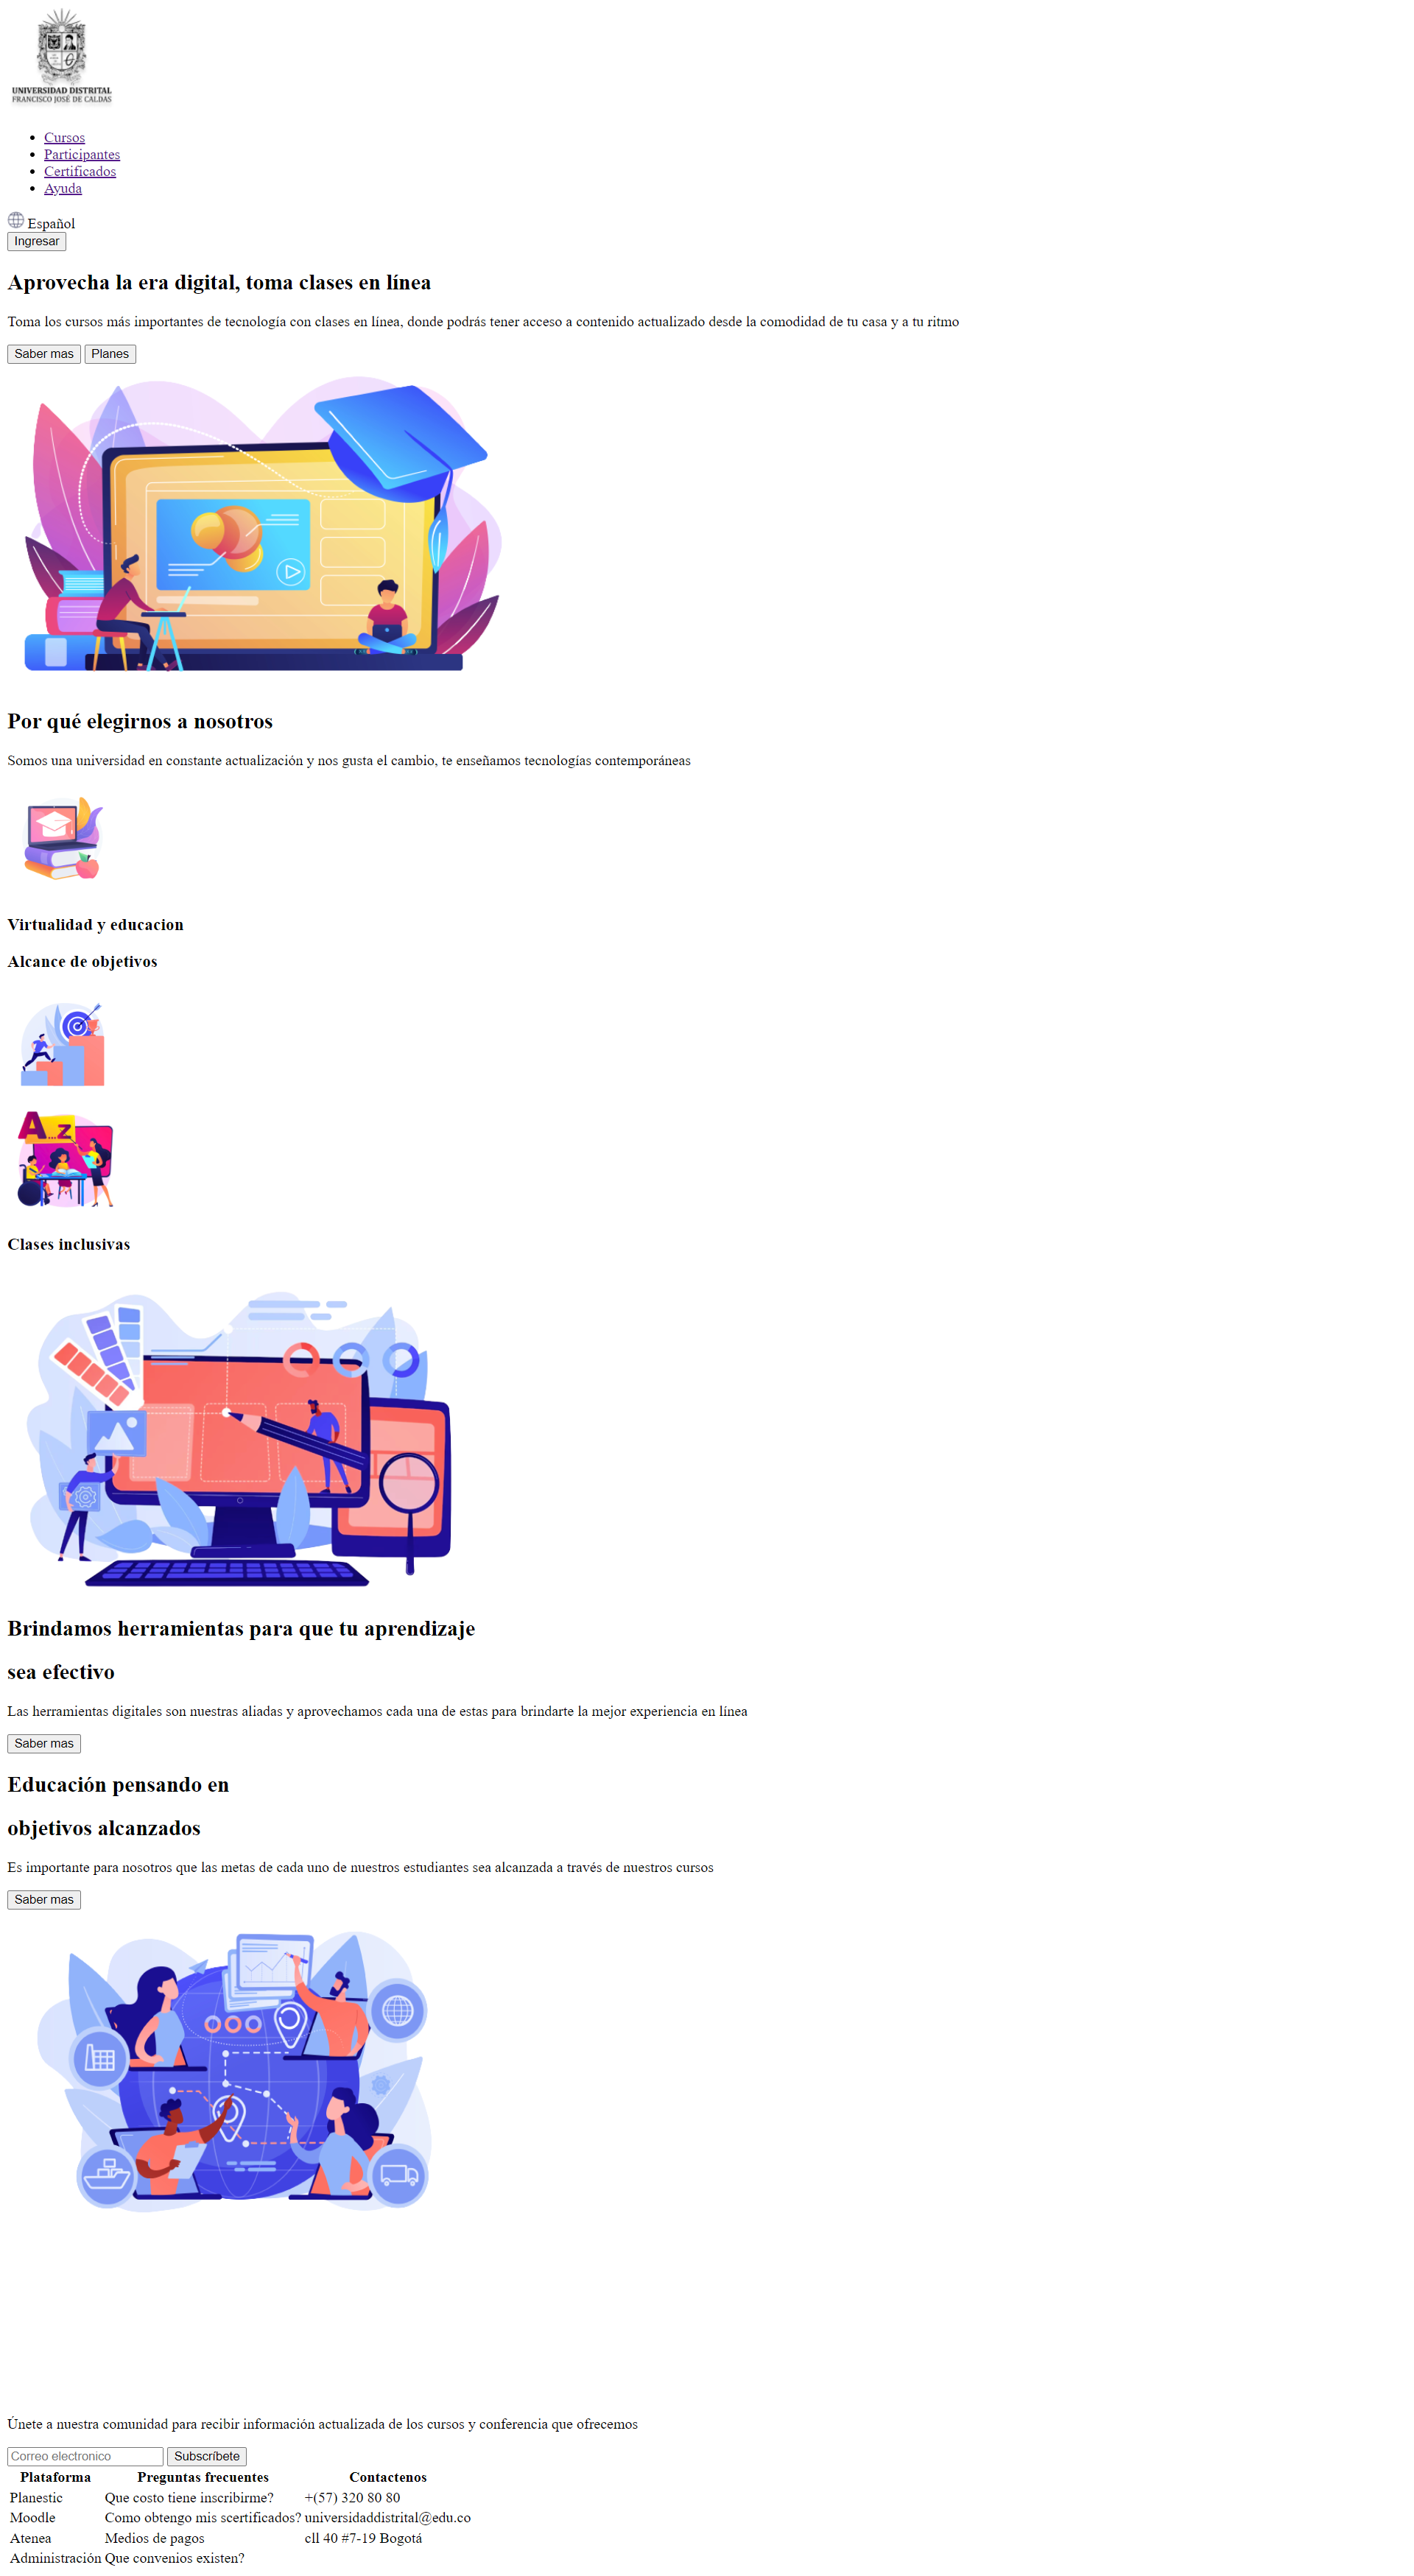 UNIVERSIDAD DISTRITAL
FRANCISCO JOSÉ DE CALDAS
Cursos
Participantes
Certificados
Ayuda
Español
Ingresar
Aprovecha la era digital, toma clases en línea
Toma los cursos más importantes de tecnología con clases en línea, donde podrás tener acceso a contenido actualizado desde la comodidad de tu casa y a tu ritmo
Saber mas Planes
Por qué elegirnos a nosotros
Somos una universidad en constante actualización y nos gusta el cambio, te enseñamos tecnologías contemporáneas
Virtualidad y educacion
Alcance de objetivos
A...Z
Clases inclusivas
Brindamos herramientas para que tu aprendizaje
sea efectivo
Las herramientas digitales son nuestras aliadas y aprovechamos cada una de estas para brindarte la mejor experiencia en línea
Saber mas
Educación pensando en
objetivos alcanzados
Es importante para nosotros que las metas de cada uno de nuestros estudiantes sea alcanzada a través de nuestros cursos
Saber mas
Únete a nuestra comunidad para recibir información actualizada de los cursos y conferencia que ofrecemos
Correo electronico Subscríbete
Plataforma Preguntas frecuentes Contactenos
Planestic Que costo tiene inscribirme? +(57) 320 80 80
Moodle Como obtengo mis scertificados? universidaddistrital@edu.co
Atenea Medios de pagos cll 40 #7-19 Bogotá
Administración Que convenios existen?